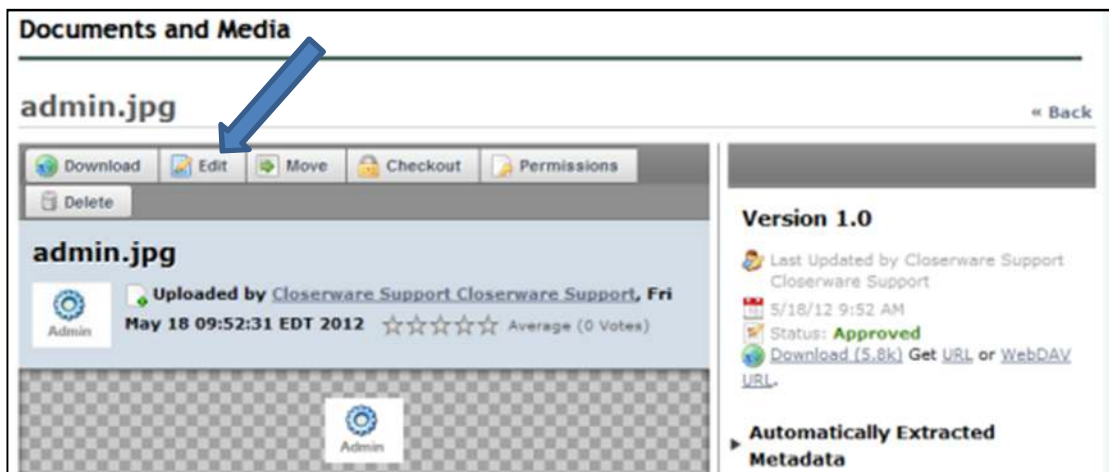 Documents and Media
admin.jpg
« Back
Download Edit Move Checkout Permissions
Delete
admin.jpg
Admin
Uploaded by Closerware Support Closerware Support, Fri
May 18 09:52:31 EDT 2012 Average (0 Votes)
Admin
Version 1.0
Last Updated by Closerware Support
Closerware Support
5/18/12 9:52 AM
Status: Approved
Download (5.8k) Get URL or WebDAV
URL.
Automatically Extracted
Metadata